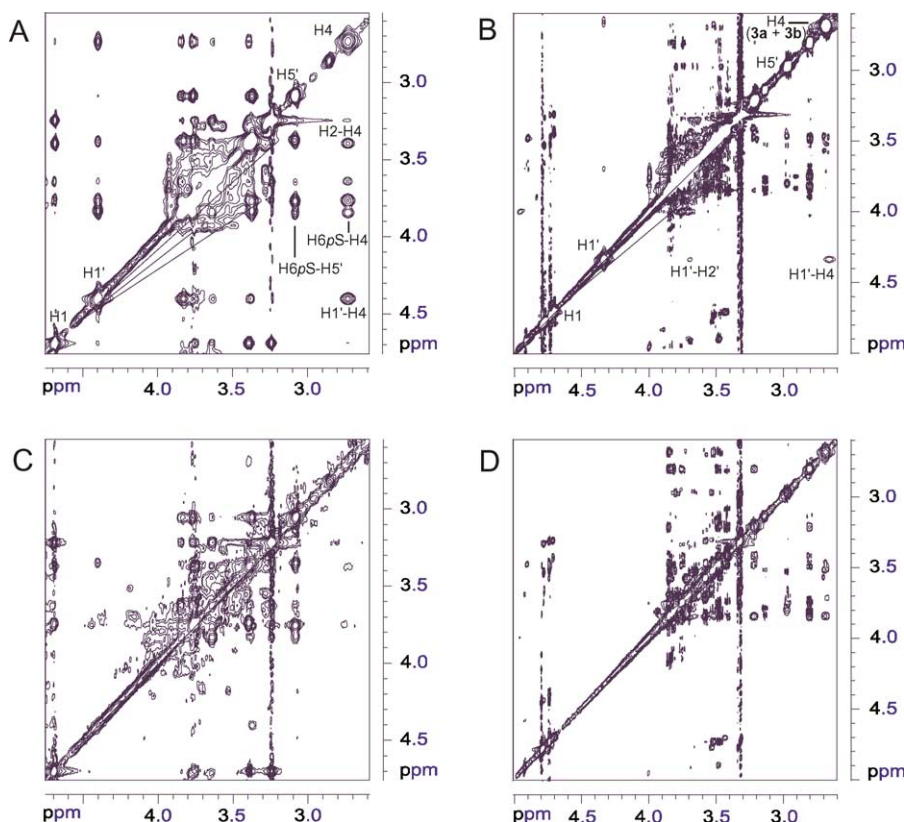 A
H4
H5'
H2-H4
H6pS-H4
H6pS-H5'
H1'
H1'-H4
H1
3.0
3.5
4.0
4.5
ppm
ppm 4.0 3.5 3.0
B
H4
(3a + 3b)
H5'
H1'
H1'-H2'
H1'-H4
H1
3.0
3.5
4.0
4.5
ppm
ppm 4.5 4.0 3.5 3.0
C
3.0
3.5
4.0
4.5
ppm
ppm 4.0 3.5 3.0
D
3.0
3.5
4.0
4.5
ppm
ppm 4.5 4.0 3.5 3.0